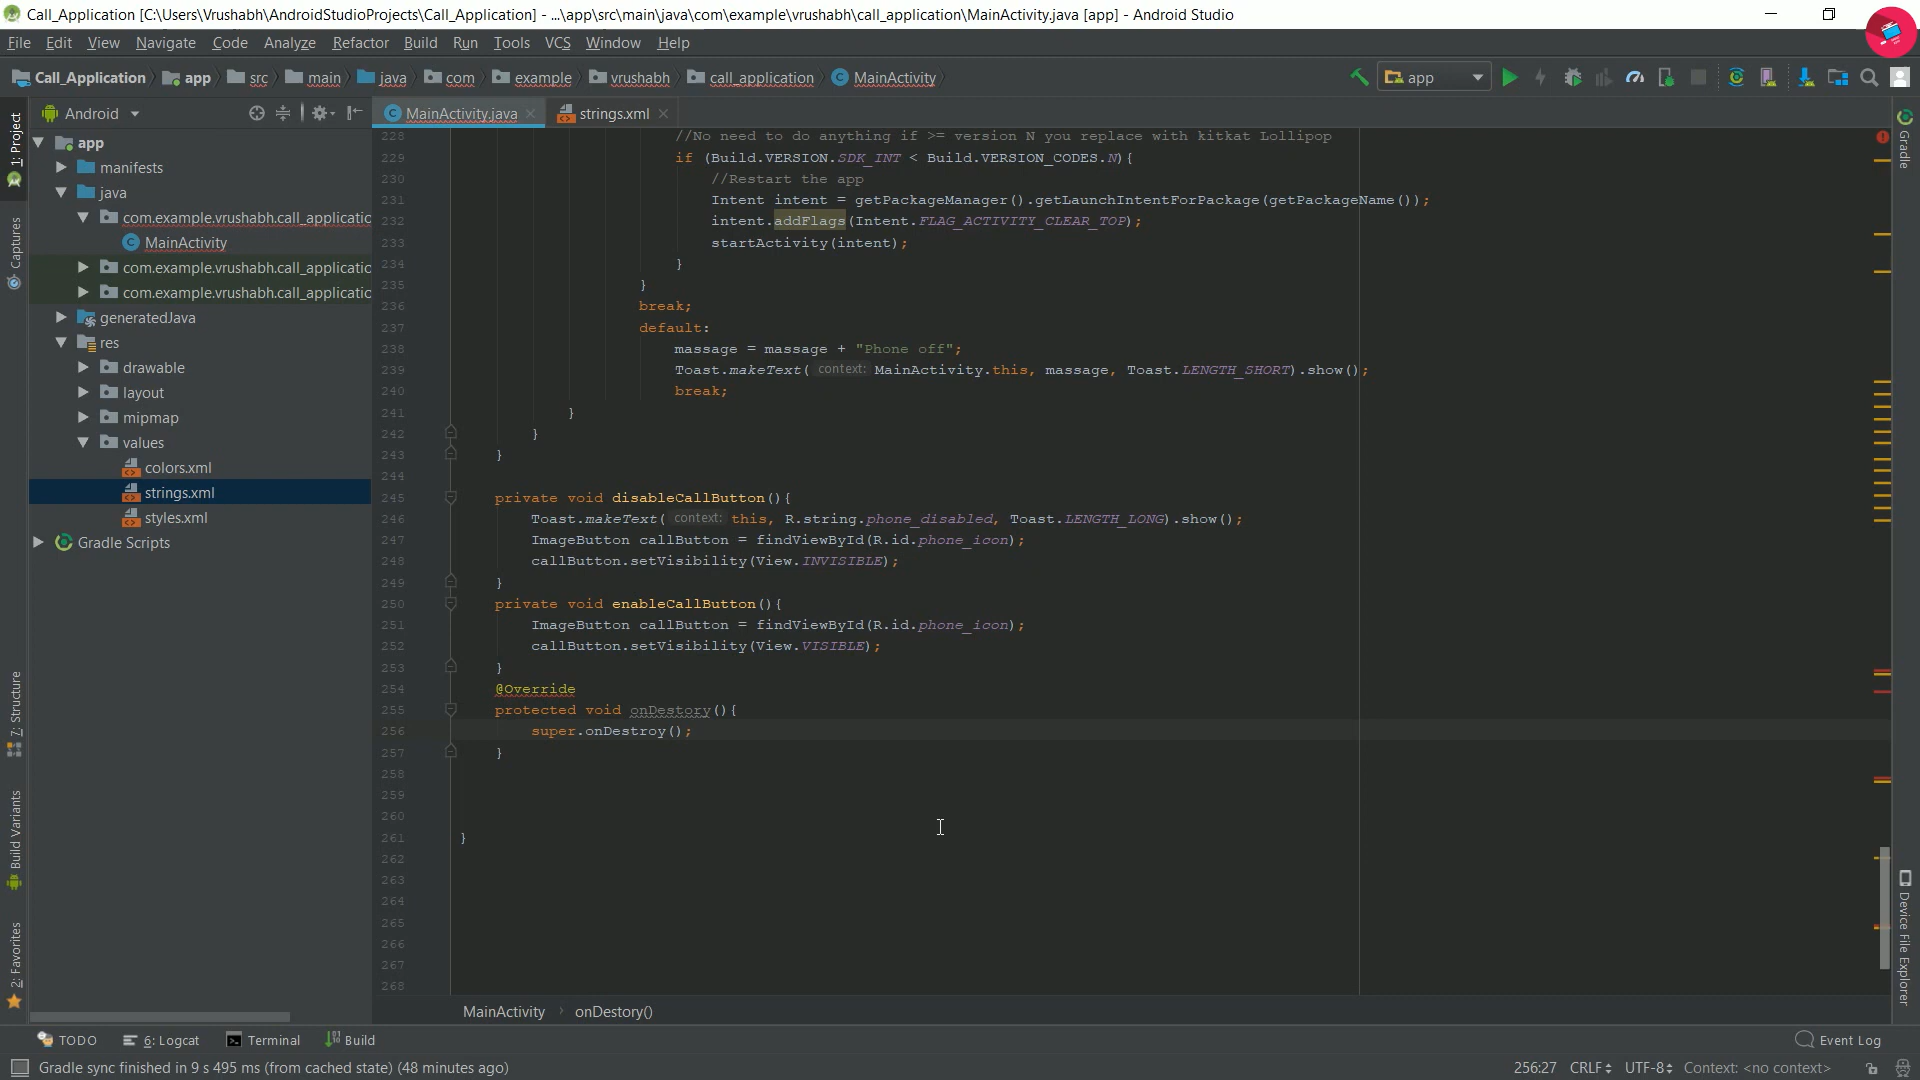 Call_Application [C:\Users\Vrushabh\AndroidStudioProjects\Call_Application] - ...\app\src\main\java\com\example\vrushabh\call_application\MainActivity.java [app] - Android Studio
File Edit View Navigate Code Analyze Refactor Build Run Tools VCS Window Help
Call_Application app src main java com example vrushabh call_application MainActivity app
Android
MainActivity.java
strings.xml
1: Project
Captures
7: Structure
Build Variants
2: Favorites
app
manifests
java
com.example.vrushabh.call_applicatio
MainActivity
com.example.vrushabh.call_applicatio
com.example.vrushabh.call_applicatio
generatedJava
res
drawable
layout
mipmap
values
colors.xml
strings.xml
styles.xml
Gradle Scripts
228 //No need to do anything if >= version N you replace with kitkat Lollipop
229 if (Build.VERSION.SDK_INT < Build.VERSION_CODES.N){
230 //Restart the app
231 Intent intent = getPackageManager().getLaunchIntentForPackage(getPackageName());
232 intent.addFlags(Intent.FLAG_ACTIVITY_CLEAR_TOP);
233 startActivity(intent);
234 }
235 }
236 break;
237 default:
238 massage = massage + "Phone off";
239 Toast.makeText( context: MainActivity.this, massage, Toast.LENGTH_SHORT).show();
240 break;
241 }
242 }
243 }
244
245 private void disableCallButton(){
246 Toast.makeText( context: this, R.string.phone_disabled, Toast.LENGTH_LONG).show();
247 ImageButton callButton = findViewById(R.id.phone_icon);
248 callButton.setVisibility(View.INVISIBLE);
249 }
250 private void enableCallButton(){
251 ImageButton callButton = findViewById(R.id.phone_icon);
252 callButton.setVisibility(View.VISIBLE);
253 }
254 @Override
255 protected void onDestory(){
256 super.onDestroy();
257 }
258
259
260
261 }
262
263
264
265
266
267
268
MainActivity › onDestory()
Gradle
Device File Explorer
TODO 6: Logcat Terminal Build Event Log
Gradle sync finished in 9 s 495 ms (from cached state) (48 minutes ago) 256:27 CRLF UTF-8 Context: <no context>